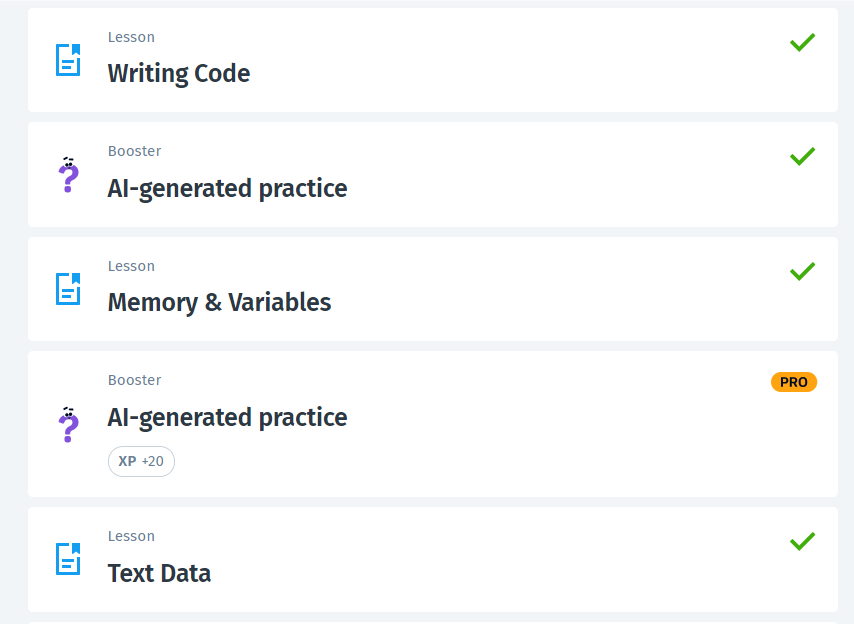 Lesson
Writing Code
Booster
AI-generated practice
Lesson
Memory & Variables
Booster
PRO
AI-generated practice
XP +20
Lesson
Text Data